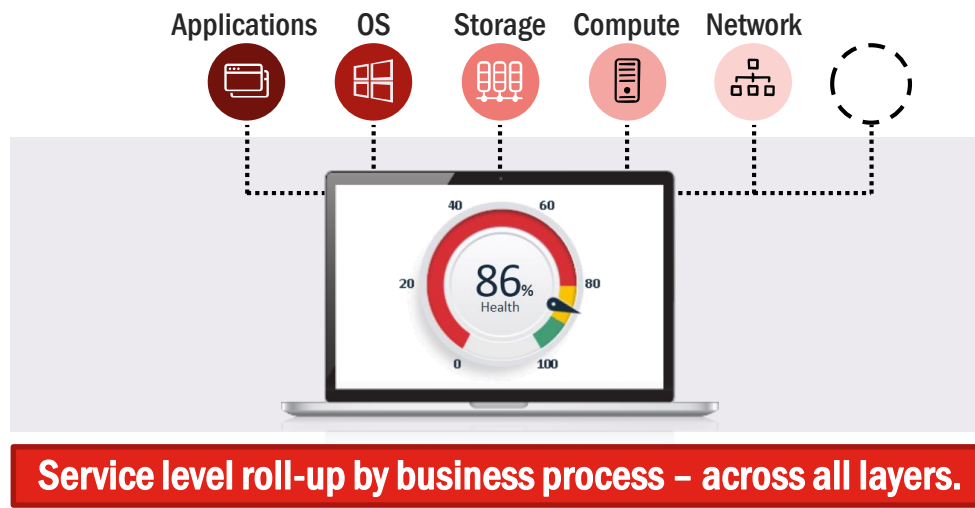 Applications OS Storage Compute Network
40 60
86%
Health
20 80
0 100
Service level roll-up by business process – across all layers.